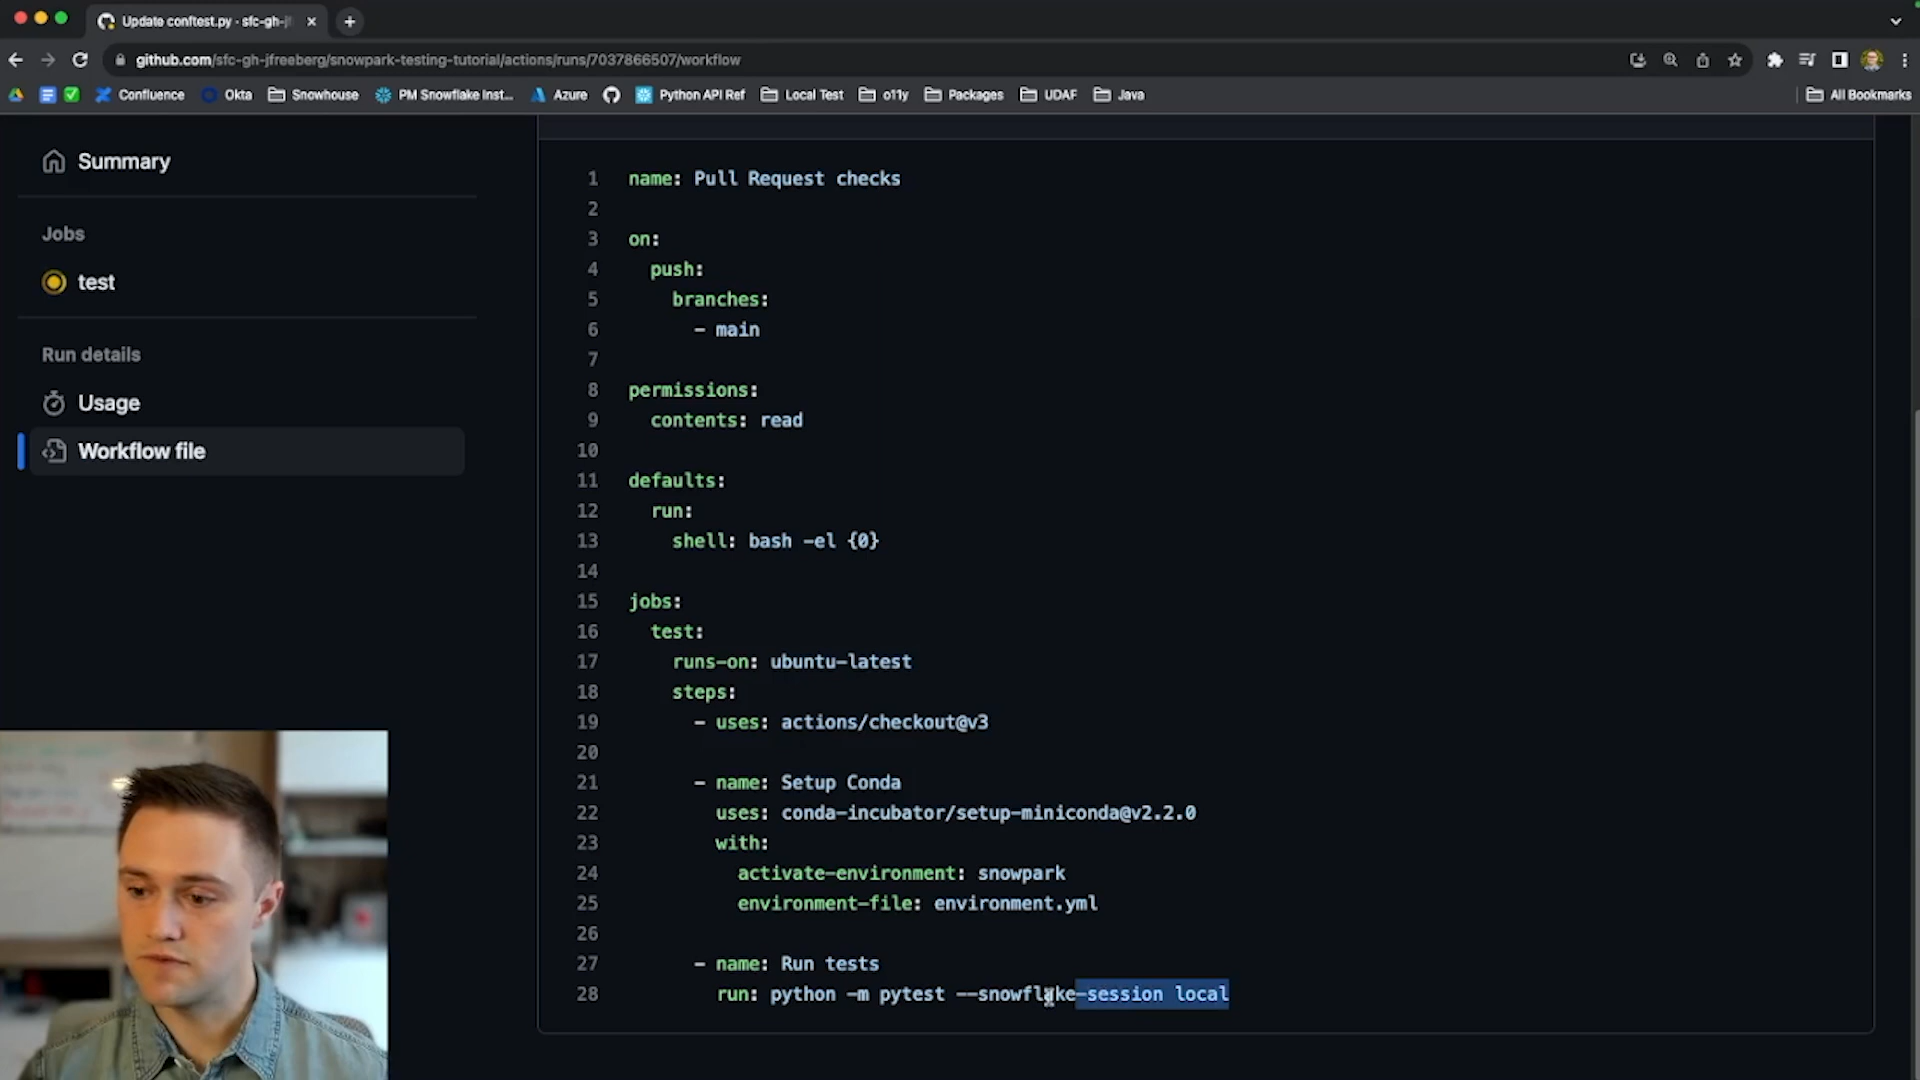 Update conftest.py · sfc-gh-jf
github.com/sfc-gh-jfreeberg/snowpark-testing-tutorial/actions/runs/7037866507/workflow
Confluence Okta Snowhouse PM Snowflake Inst... Azure Python API Ref Local Test o11y Packages UDAF Java All Bookmarks
Summary
Jobs
test
Run details
Usage
Workflow file
1 name: Pull Request checks
2
3 on:
4 push:
5 branches:
6 - main
7
8 permissions:
9 contents: read
10
11 defaults:
12 run:
13 shell: bash -el {0}
14
15 jobs:
16 test:
17 runs-on: ubuntu-latest
18 steps:
19 - uses: actions/checkout@v3
20
21 - name: Setup Conda
22 uses: conda-incubator/setup-miniconda@v2.2.0
23 with:
24 activate-environment: snowpark
25 environment-file: environment.yml
26
27 - name: Run tests
28 run: python -m pytest --snowflake-session local